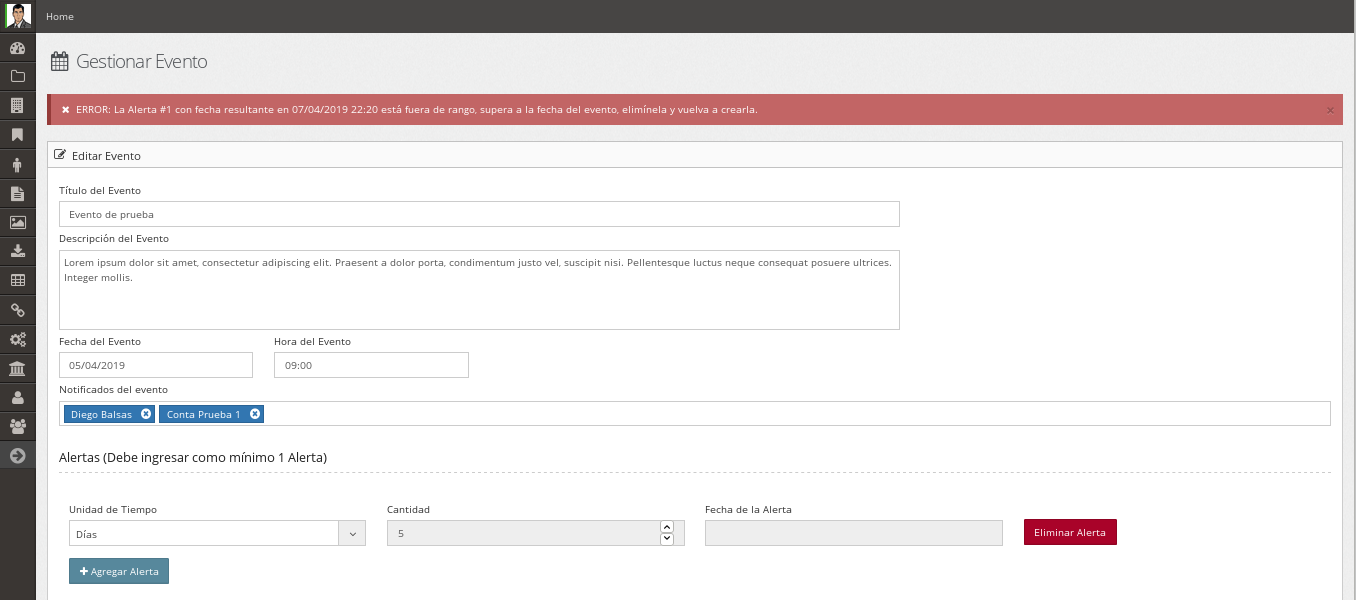 Home
Gestionar Evento
ERROR: La Alerta #1 con fecha resultante en 07/04/2019 22:20 está fuera de rango, supera a la fecha del evento, elimínela y vuelva a crearla.
Editar Evento
Título del Evento
Evento de prueba
Descripción del Evento
Lorem ipsum dolor sit amet, consectetur adipiscing elit. Praesent a dolor porta, condimentum justo vel, suscipit nisi. Pellentesque luctus neque consequat posuere ultrices.
Integer mollis.
Fecha del Evento Hora del Evento
05/04/2019 09:00
Notificados del evento
Diego Balsas Conta Prueba 1
Alertas (Debe ingresar como mínimo 1 Alerta)
Unidad de Tiempo Cantidad Fecha de la Alerta
Días 5 Eliminar Alerta
Agregar Alerta